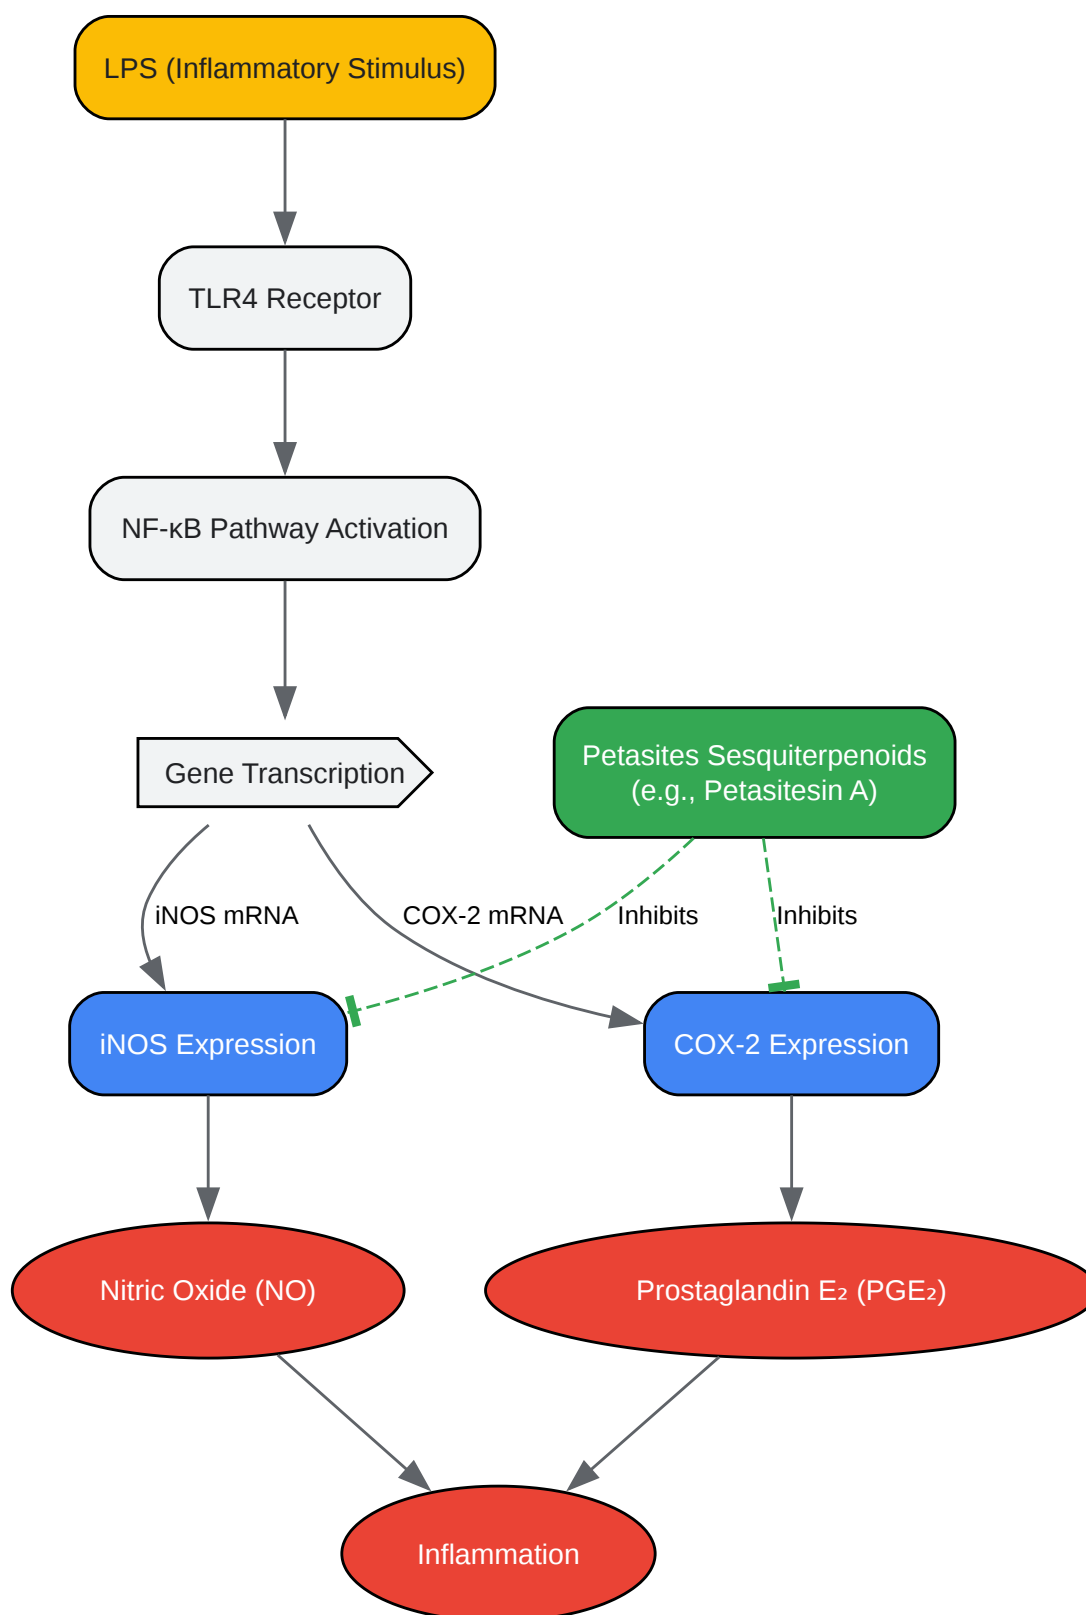 LPS (Inflammatory Stimulus)
TLR4 Receptor
NF-κB Pathway Activation
Gene Transcription
Petasites Sesquiterpenoids
(e.g., Petasitesin A)
iNOS mRNA
COX-2 mRNA
Inhibits
Inhibits
iNOS Expression
COX-2 Expression
Nitric Oxide (NO)
Prostaglandin E₂ (PGE₂)
Inflammation